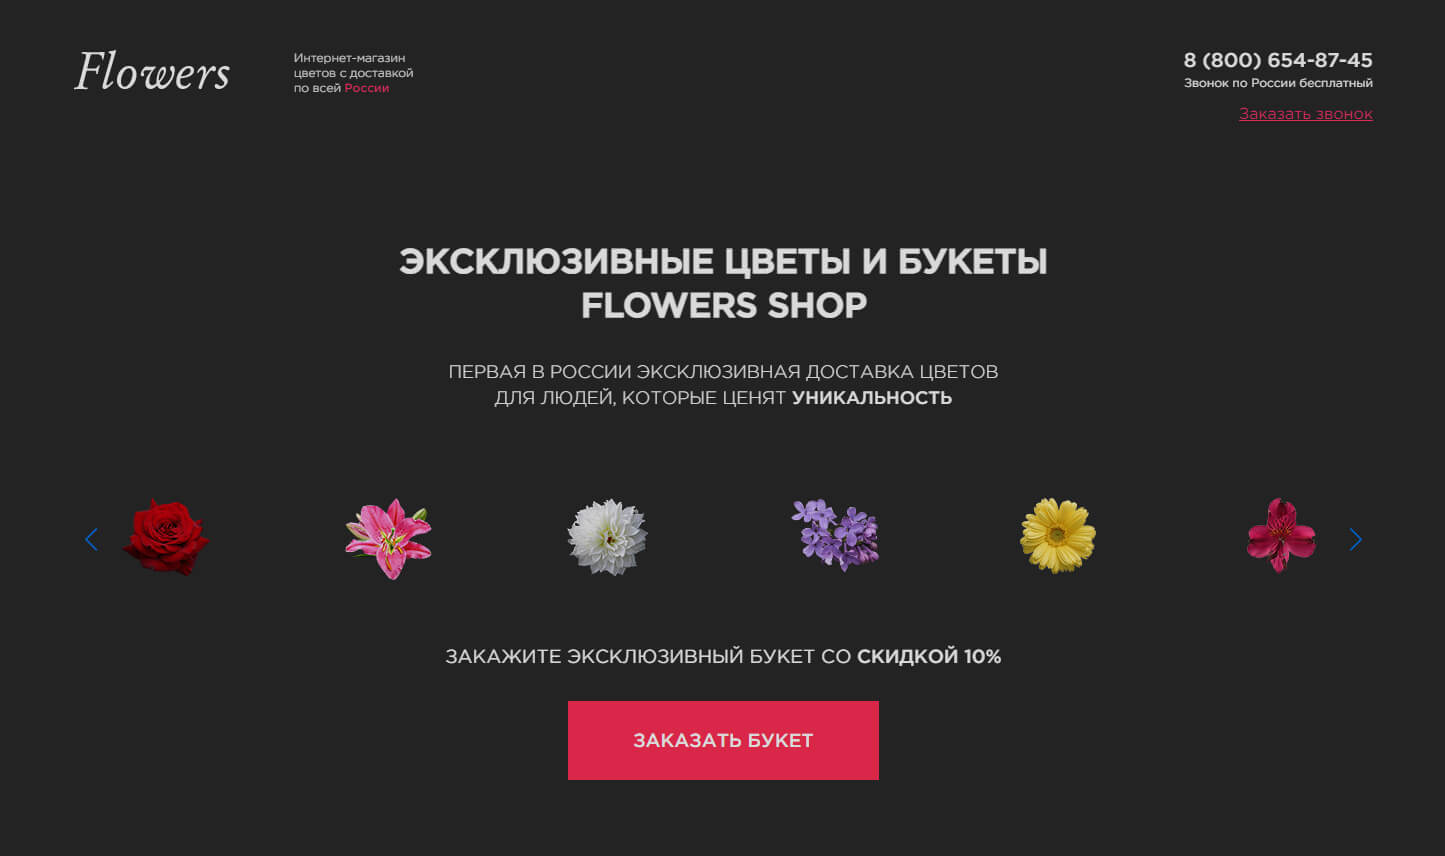 Flowers
Интернет-магазин
цветов с доставкой
по всей России
8 (800) 654-87-45
Звонок по России бесплатный
Заказать звонок
ЭКСКЛЮЗИВНЫЕ ЦВЕТЫ И БУКЕТЫ
FLOWERS SHOP
ПЕРВАЯ В РОССИИ ЭКСКЛЮЗИВНАЯ ДОСТАВКА ЦВЕТОВ
ДЛЯ ЛЮДЕЙ, КОТОРЫЕ ЦЕНЯТ УНИКАЛЬНОСТЬ
ЗАКАЖИТЕ ЭКСКЛЮЗИВНЫЙ БУКЕТ СО СКИДКОЙ 10%
ЗАКАЗАТЬ БУКЕТ